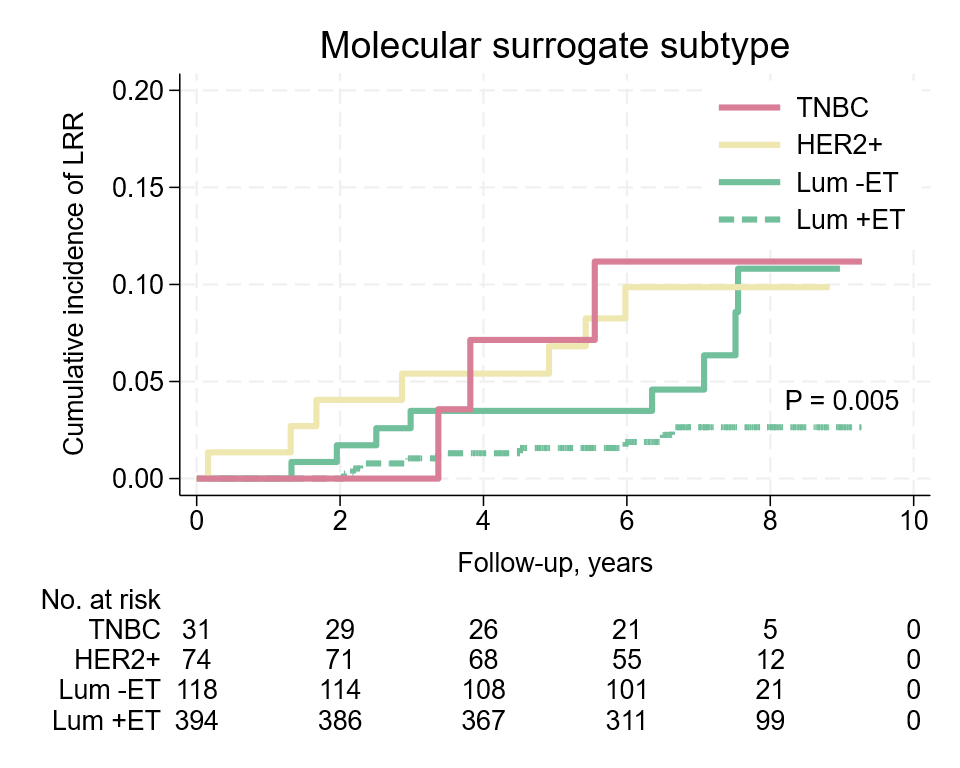 Molecular surrogate subtype
Cumulative incidence of LRR
0.20
0.15
0.10
0.05
0.00
TNBC
HER2+
Lum -ET
Lum +ET
P = 0.005
0 2 4 6 8 10
Follow-up, years
No. at risk
TNBC 31 29 26 21 5 0
HER2+ 74 71 68 55 12 0
Lum -ET 118 114 108 101 21 0
Lum +ET 394 386 367 311 99 0